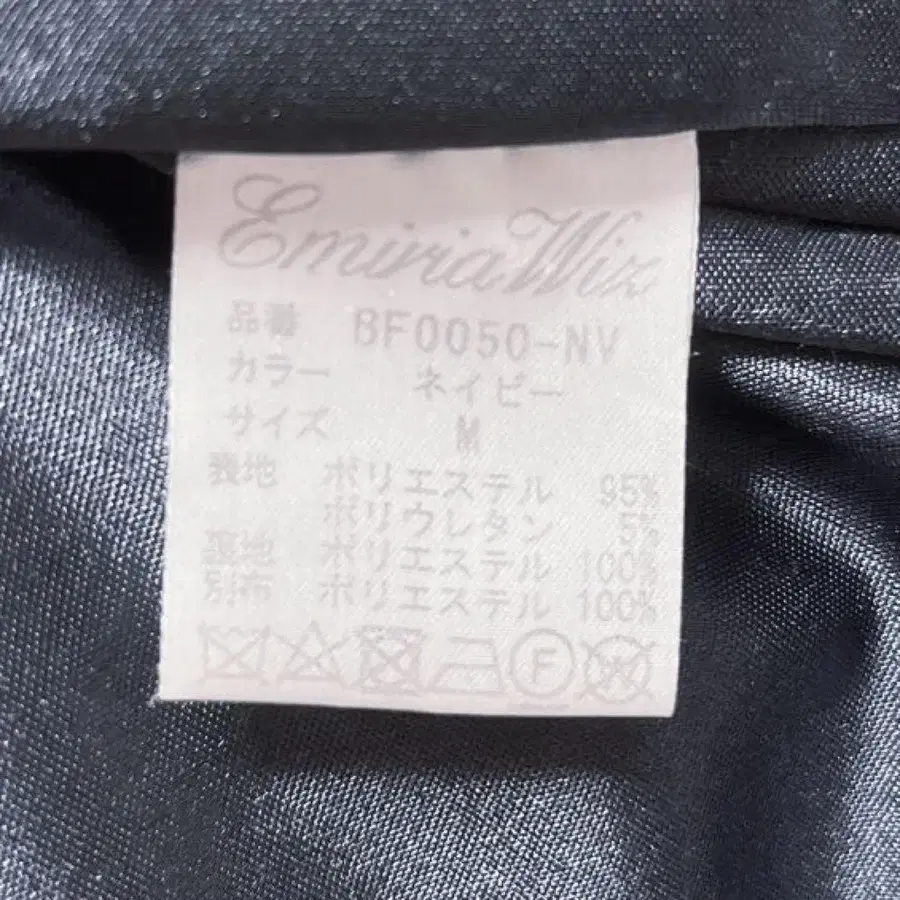 EmiriaWiz
品番 BF0050-NV
カラー ネイビー
サイズ M
表地 ポリエステル 95%
ポリウレタン 5%
裏地 ポリエステル 100%
別布 ポリエステル 100%
F